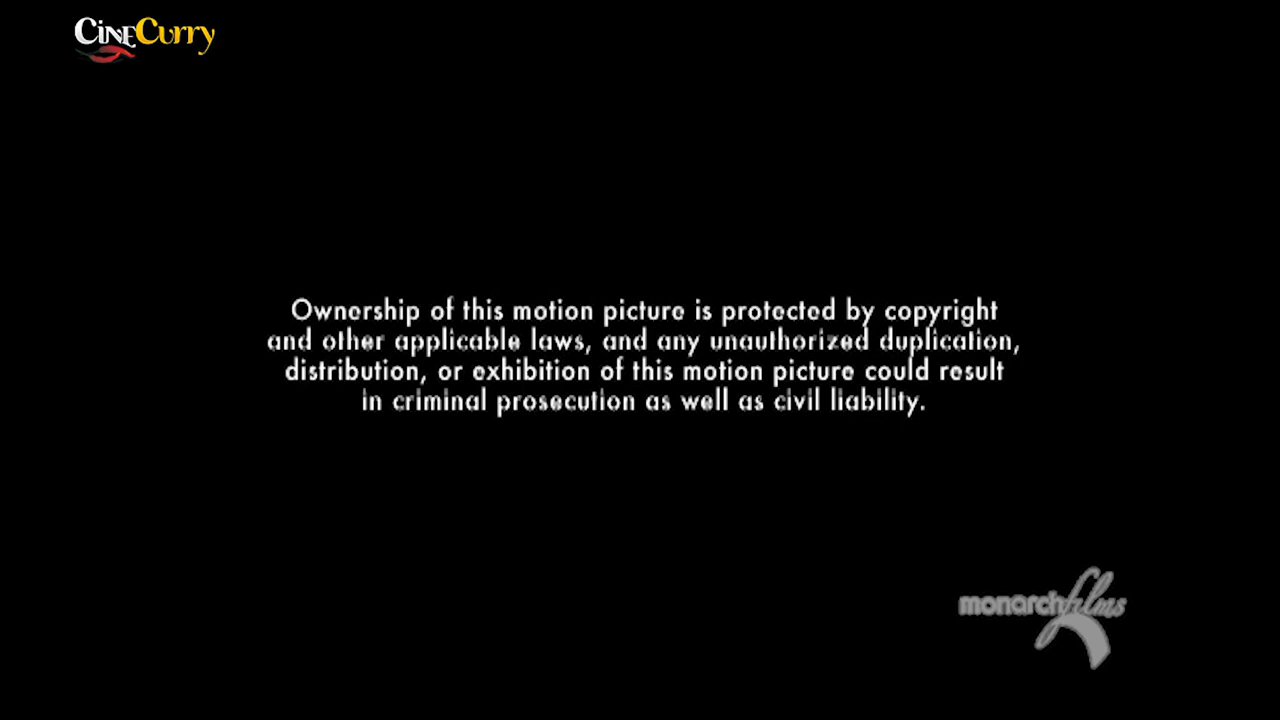 CineCurry
Ownership of this motion picture is protected by copyright
and other applicable laws, and any unauthorized duplication,
distribution, or exhibition of this motion picture could result
in criminal prosecution as well as civil liability.
monarchfilms